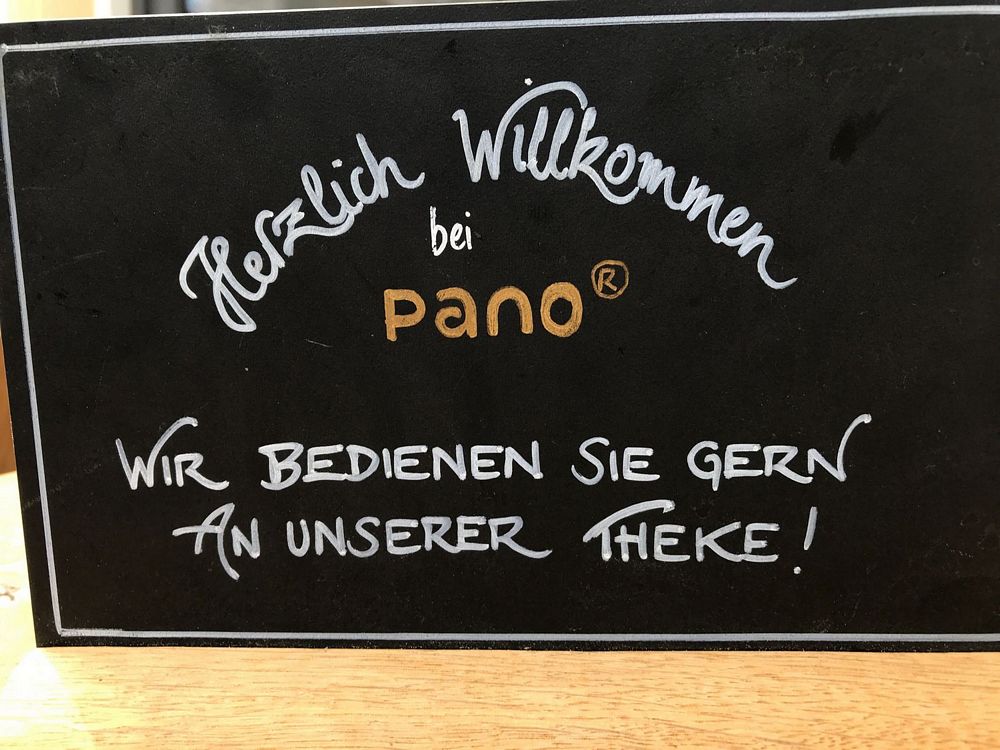 Herzlich Willkommen
bei
pano®
WIR BEDIENEN SIE GERN
AN UNSERER THEKE!